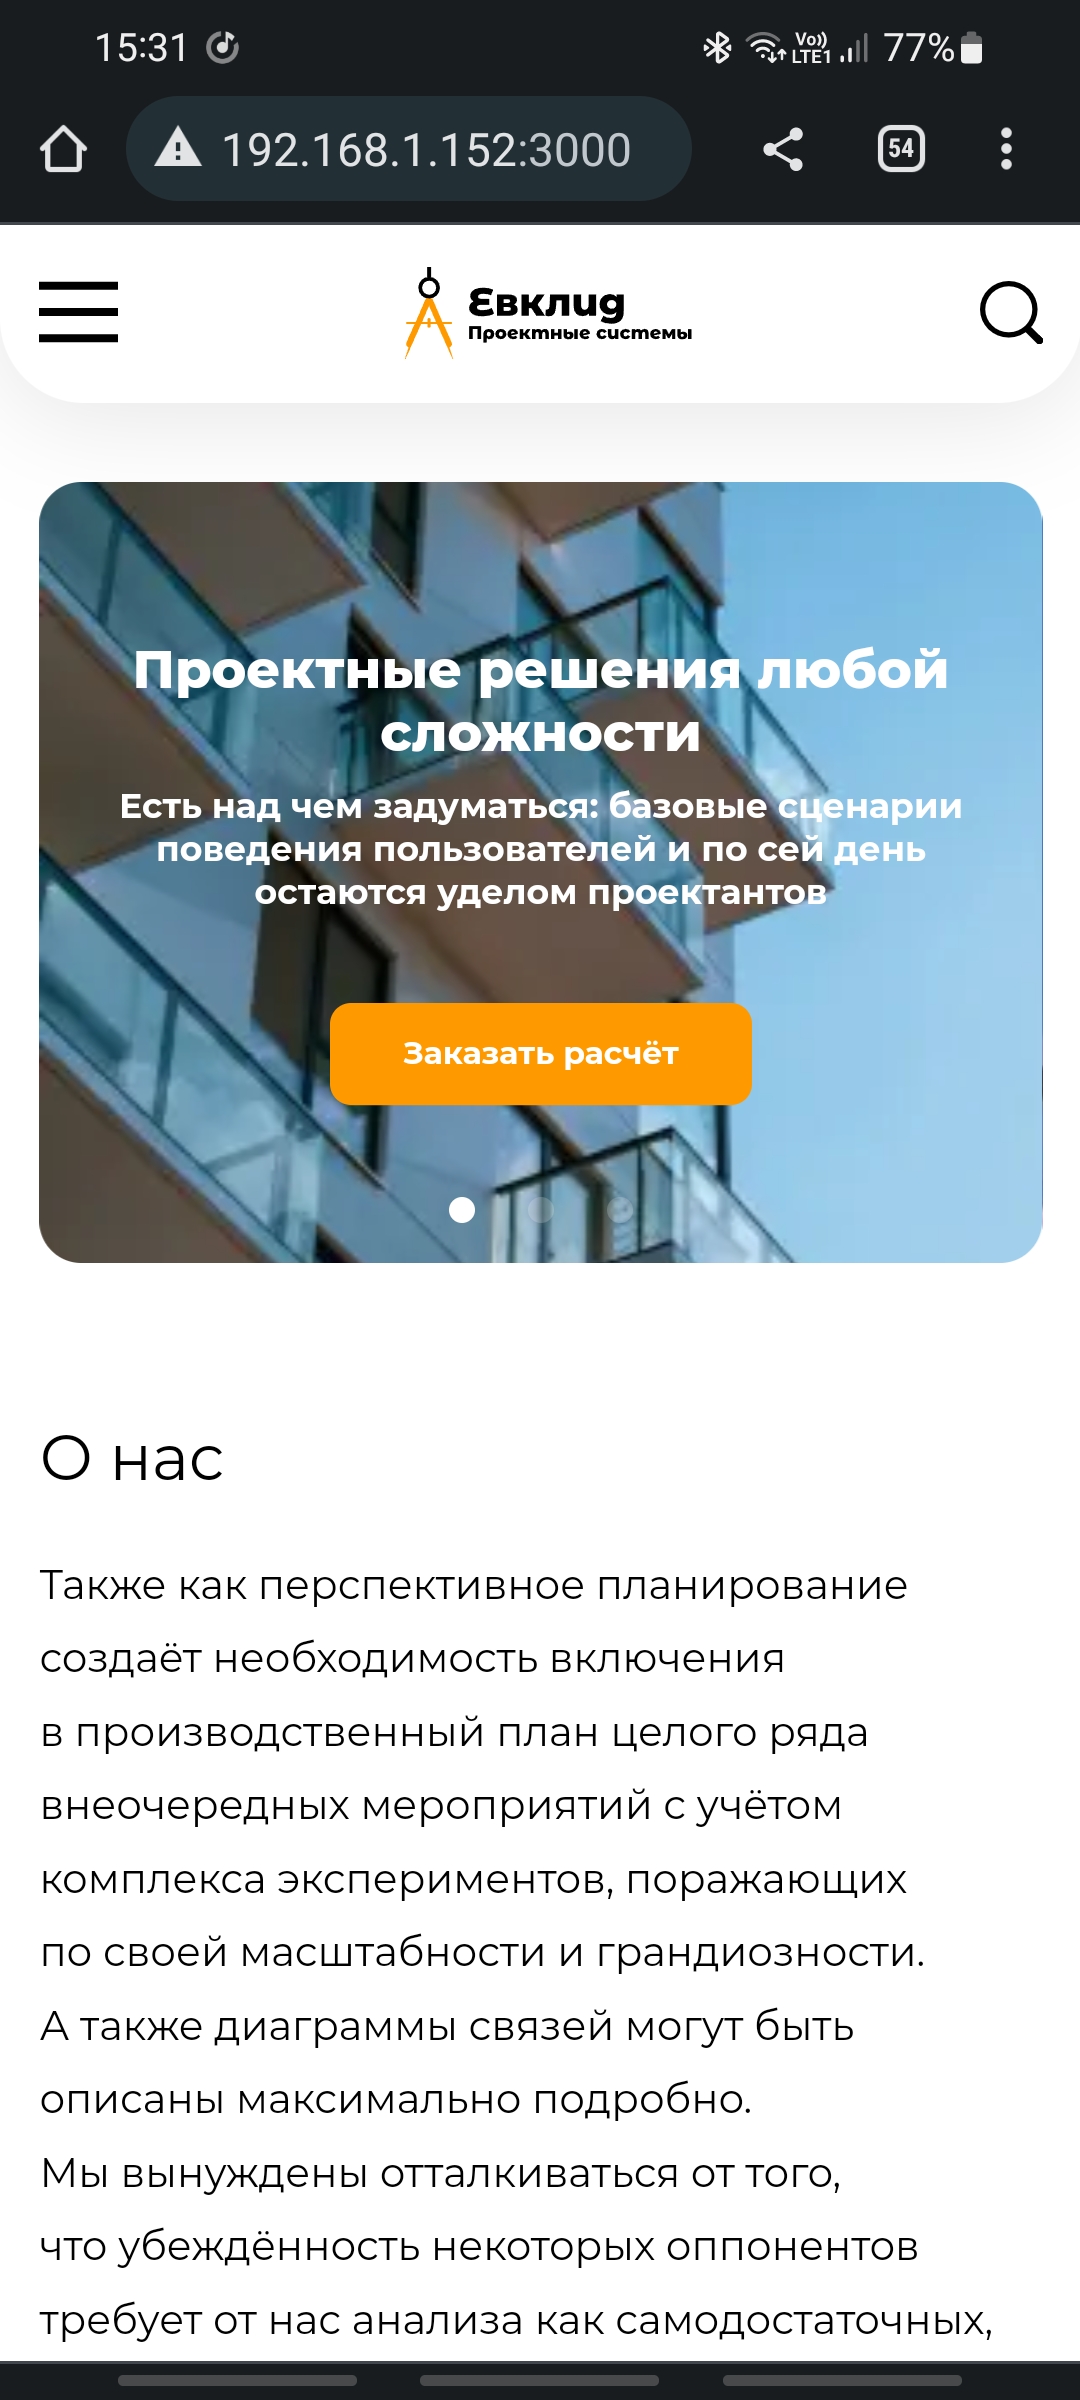 15:31
Vo))
LTE1
77%
192.168.1.152:3000
54
Евклид
Проектные системы
Проектные решения любой
сложности
Есть над чем задуматься: базовые сценарии
поведения пользователей и по сей день
остаются уделом проектантов
Заказать расчёт
О нас
Также как перспективное планирование
создаёт необходимость включения
в производственный план целого ряда
внеочередных мероприятий с учётом
комплекса экспериментов, поражающих
по своей масштабности и грандиозности.
А также диаграммы связей могут быть
описаны максимально подробно.
Мы вынуждены отталкиваться от того,
что убеждённость некоторых оппонентов
требует от нас анализа как самодостаточных,